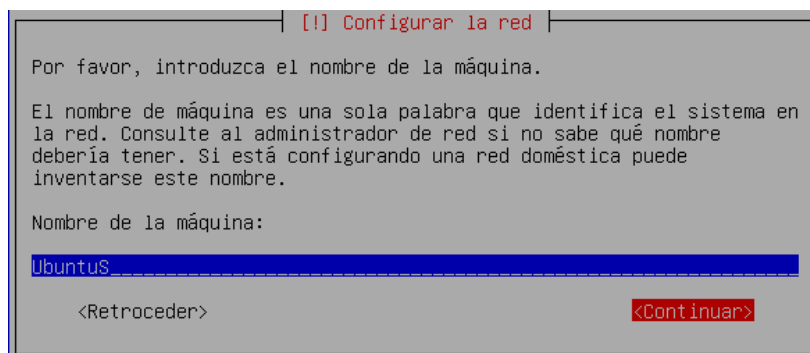 [!] Configurar la red
Por favor, introduzca el nombre de la máquina.
El nombre de máquina es una sola palabra que identifica el sistema en
la red. Consulte al administrador de red si no sabe qué nombre
debería tener. Si está configurando una red doméstica puede
inventarse este nombre.
Nombre de la máquina:
UbuntuS
<Retroceder> <Continuar>